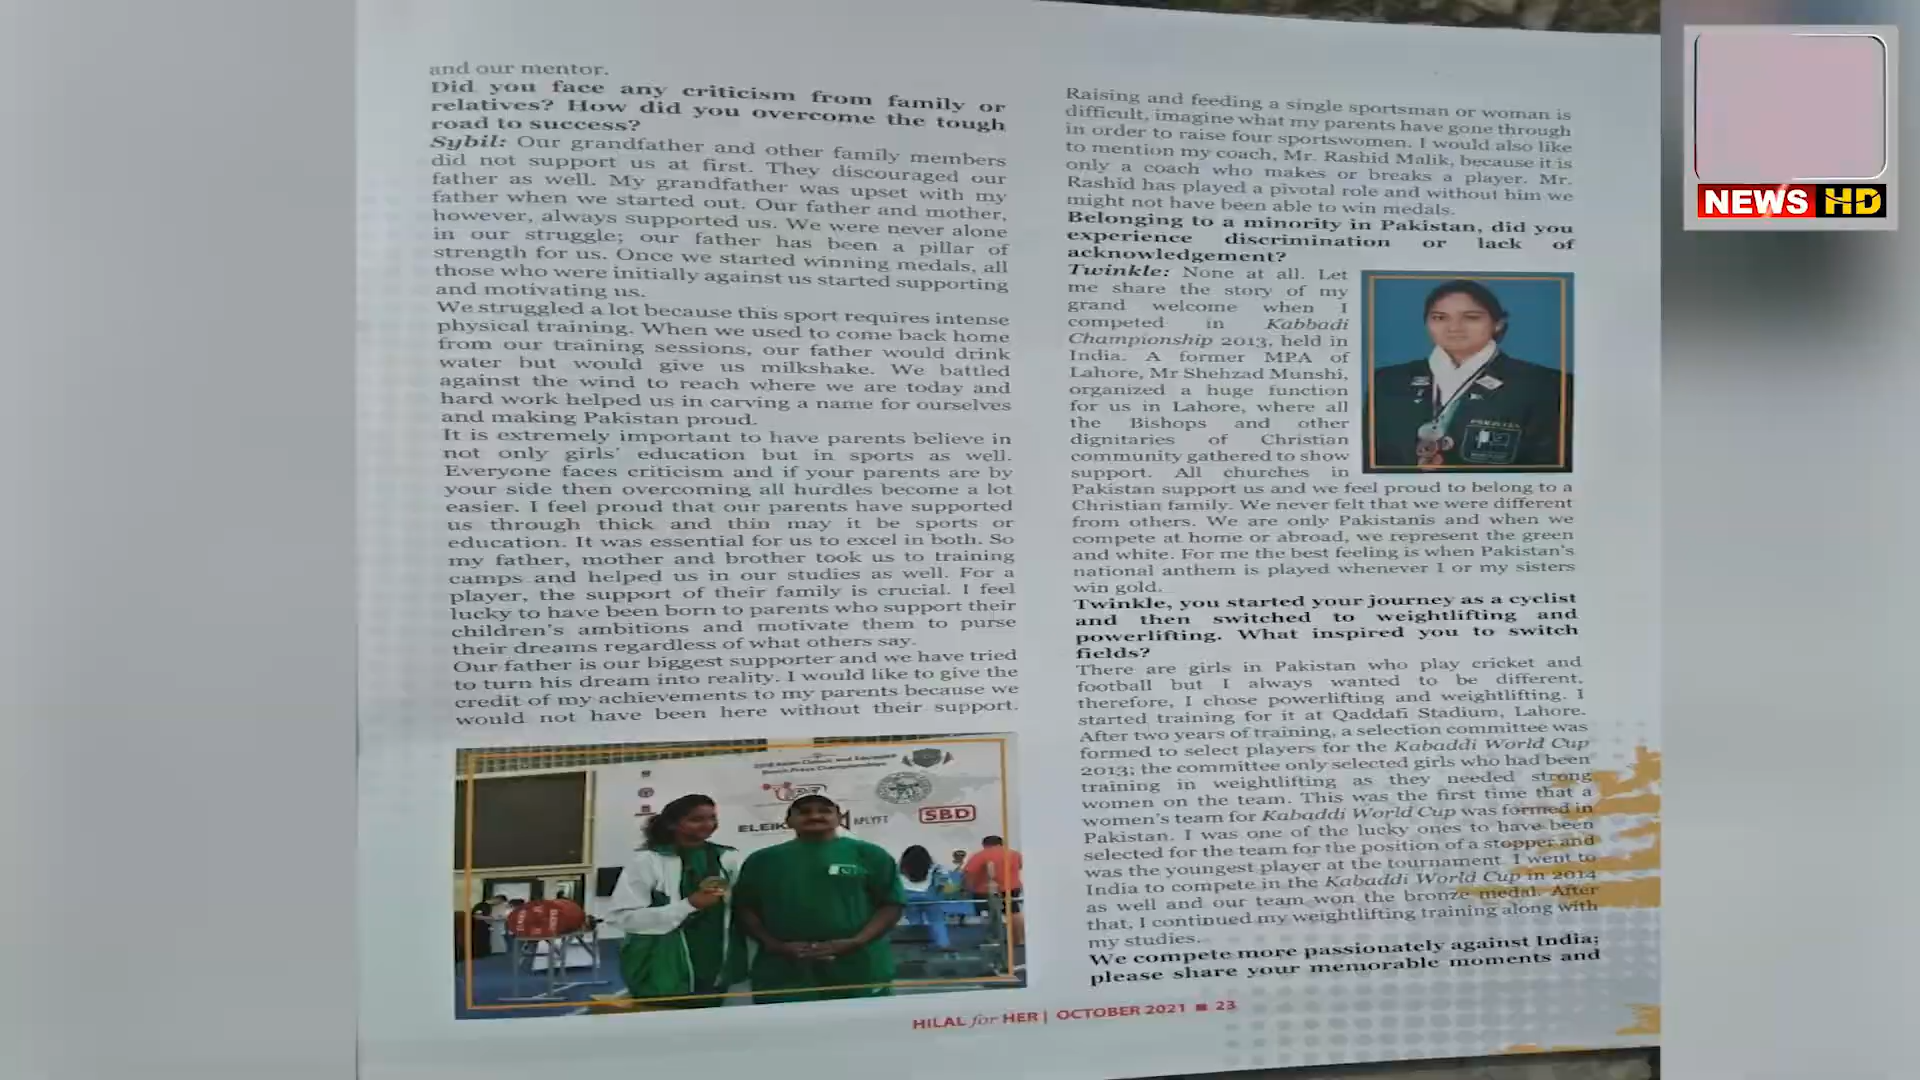 and our mentor.
Did you face any criticism from family or
relatives? How did you overcome the tough
road to success?
Sybil: Our grandfather and other family members
did not support us at first. They discouraged our
father as well. My grandfather was upset with my
father when we started out. Our father and mother,
however, always supported us. We were never alone
in our struggle; our father has been a pillar of
strength for us. Once we started winning medals, all
those who were initially against us started supporting
and motivating us.
We struggled a lot because this sport requires intense
physical training. When we used to come back home
from our training sessions, our father would drink
water but would give us milkshake. We battled
against the wind to reach where we are today and
hard work helped us in carving a name for ourselves
and making Pakistan proud.
It is extremely important to have parents believe in
not only girls' education but in sports as well.
Everyone faces criticism and if your parents are by
your side then overcoming all hurdles become a lot
easier. I feel proud that our parents have supported
us through thick and thin may it be sports or
education. It was essential for us to excel in both. So
my father, mother and brother took us to training
camps and helped us in our studies as well. For a
player, the support of their family is crucial. I feel
lucky to have been born to parents who support their
children's ambitions and motivate them to purse
their dreams regardless of what others say.
Our father is our biggest supporter and we have tried
to turn his dream into reality. I would like to give the
credit of my achievements to my parents because we
would not have been here without their support.
Bench Press Championships
ELEIK
SBD
Raising and feeding a single sportsman or woman is
difficult, imagine what my parents have gone through
in order to raise four sportswomen. I would also like
to mention my coach, Mr. Rashid Malik, because it is
only a coach who makes or breaks a player. Mr.
Rashid has played a pivotal role and without him we
might not have been able to win medals.
Belonging to a minority in Pakistan, did you
experience discrimination or lack of
acknowledgement?
Twinkle: None at all. Let
me share the story of my
grand welcome when I
competed in Kabbadi
Championship 2013, held in
India. A former MPA of
Lahore, Mr Shehzad Munshi,
organized a huge function
for us in Lahore, where all
the Bishops and other
dignitaries of Christian
community gathered to show
support. All churches in
Pakistan support us and we feel proud to belong to a
Christian family. We never felt that we were different
from others. We are only Pakistanis and when we
compete at home or abroad, we represent the green
and white. For me the best feeling is when Pakistan's
national anthem is played whenever I or my sisters
win gold.
Twinkle, you started your journey as a cyclist
and then switched to weightlifting and
powerlifting. What inspired you to switch
fields?
There are girls in Pakistan who play cricket and
football but I always wanted to be different,
therefore, I chose powerlifting and weightlifting. I
started training for it at Qaddafi Stadium, Lahore.
After two years of training, a selection committee was
formed to select players for the Kabaddi World Cup
2013; the committee only selected girls who had been
training in weightlifting as they needed strong
women on the team. This was the first time that a
women's team for Kabaddi World Cup was formed in
Pakistan. I was one of the lucky ones to have been
selected for the team for the position of a stopper and
was the youngest player at the tournament. I went to
India to compete in the Kabaddi World Cup in 2014
as well and our team won the bronze medal. After
that, I continued my weightlifting training along with
my studies.
We compete more passionately against India;
please share your memorable moments and
HILAL for HER | OCTOBER 2021 ■ 23
NEWS HD